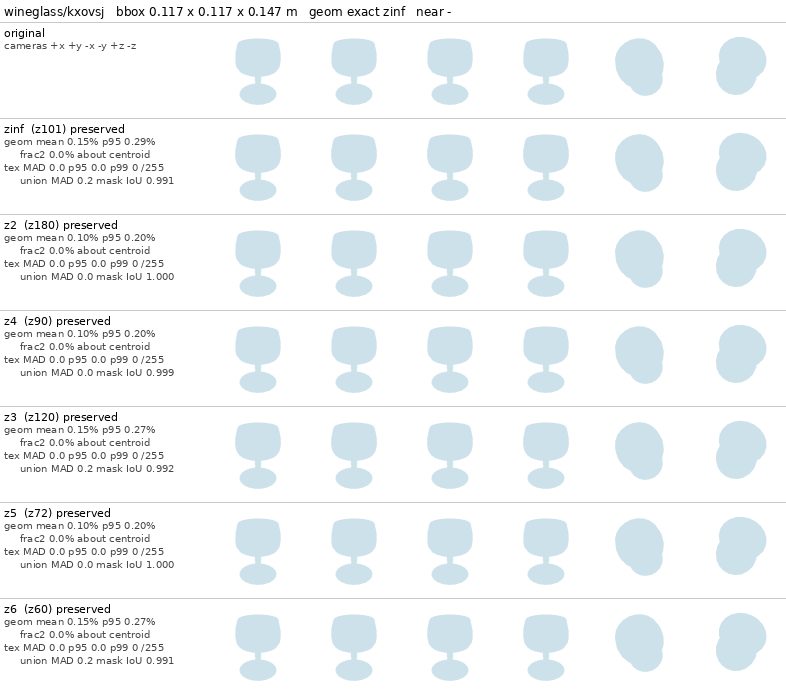 wineglass/kxovsj bbox 0.117 x 0.117 x 0.147 m geom exact zinf near -
original
cameras +x +y -x -y +z -z
zinf (z101) preserved
geom mean 0.15% p95 0.29%
frac2 0.0% about centroid
tex MAD 0.0 p95 0.0 p99 0 /255
union MAD 0.2 mask IoU 0.991
z2 (z180) preserved
geom mean 0.10% p95 0.20%
frac2 0.0% about centroid
tex MAD 0.0 p95 0.0 p99 0 /255
union MAD 0.0 mask IoU 1.000
z4 (z90) preserved
geom mean 0.10% p95 0.20%
frac2 0.0% about centroid
tex MAD 0.0 p95 0.0 p99 0 /255
union MAD 0.0 mask IoU 0.999
z3 (z120) preserved
geom mean 0.15% p95 0.27%
frac2 0.0% about centroid
tex MAD 0.0 p95 0.0 p99 0 /255
union MAD 0.2 mask IoU 0.992
z5 (z72) preserved
geom mean 0.10% p95 0.20%
frac2 0.0% about centroid
tex MAD 0.0 p95 0.0 p99 0 /255
union MAD 0.0 mask IoU 1.000
z6 (z60) preserved
geom mean 0.15% p95 0.27%
frac2 0.0% about centroid
tex MAD 0.0 p95 0.0 p99 0 /255
union MAD 0.2 mask IoU 0.991